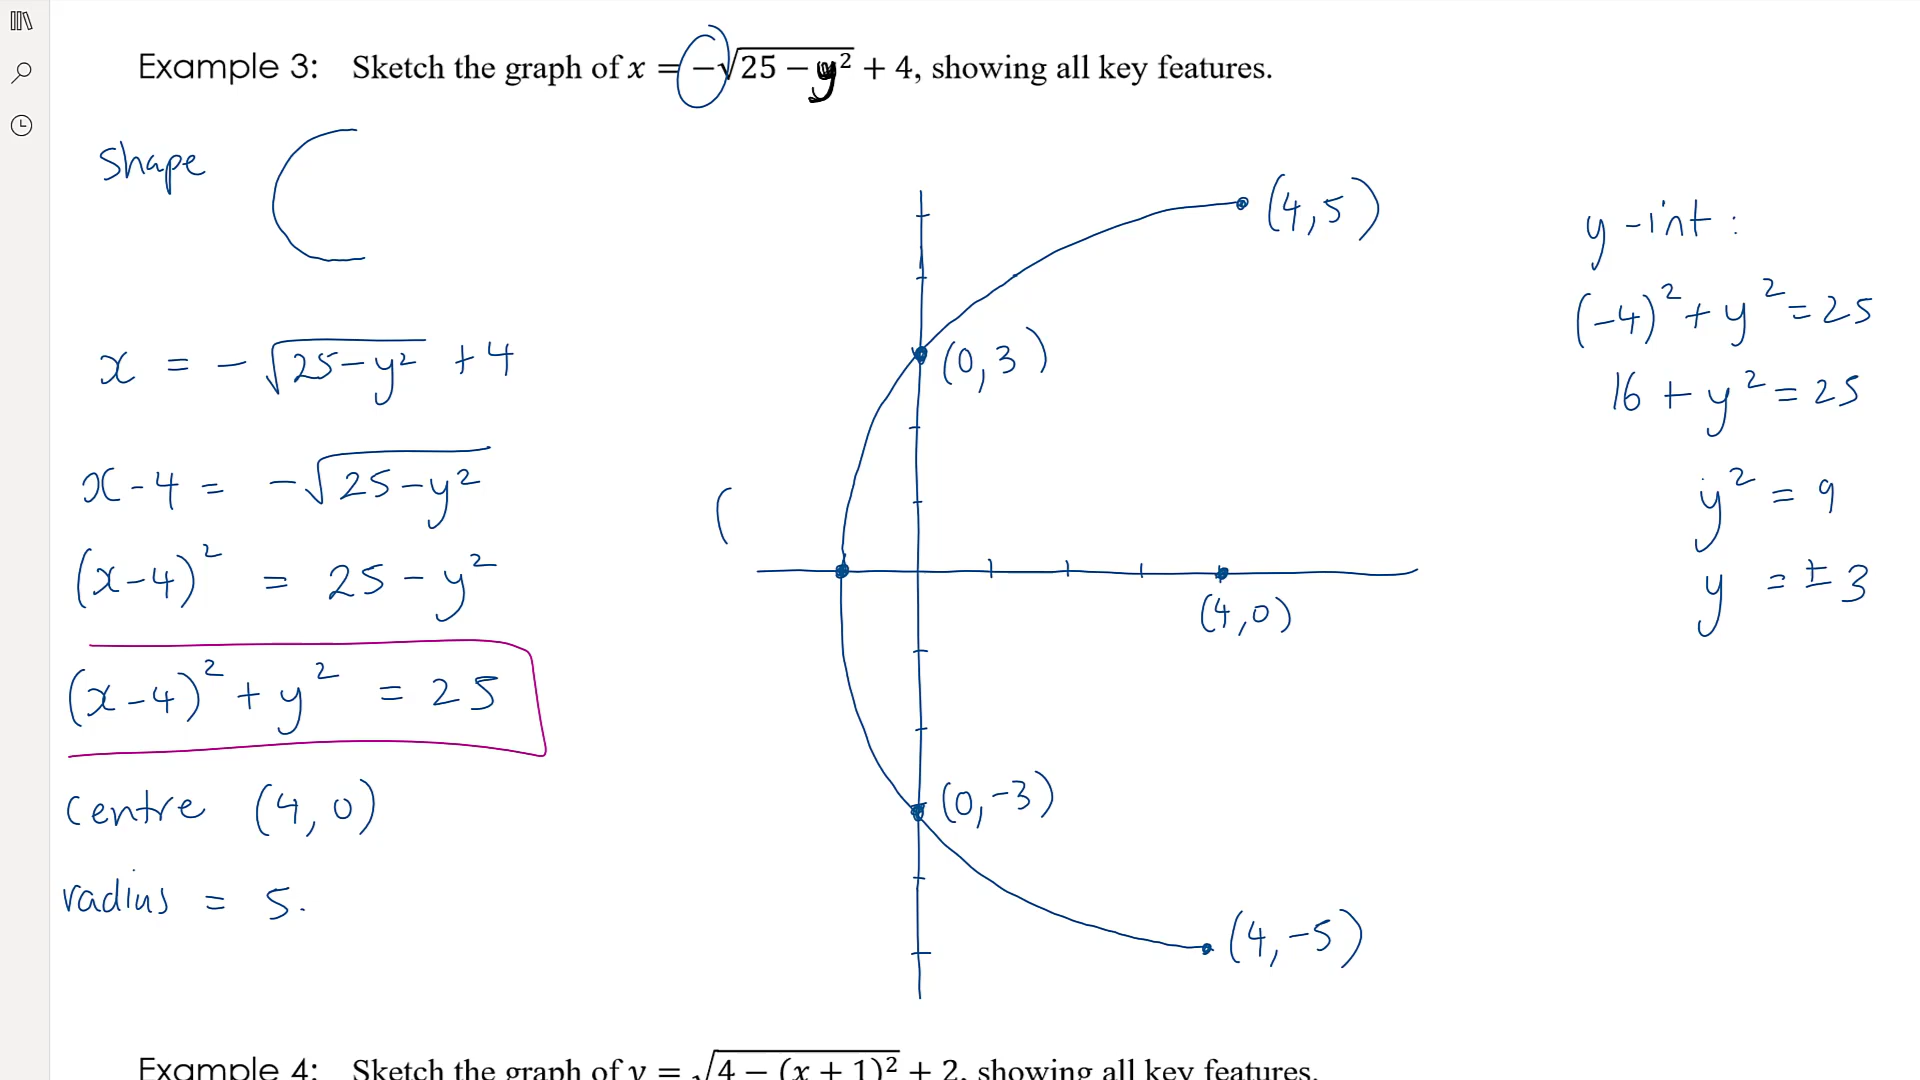 Example 3: Sketch the graph of x = −√(25 − y²) + 4, showing all key features.
Shape
x = −√(25−y²) +4
x−4 = −√(25−y²)
(x−4)² = 25−y²
(x−4)² + y² = 25
centre (4,0)
radius = 5.
(4,5)
(0,3)
(
(4,0)
(0,−3)
(4,−5)
y-int:
(−4)² + y² = 25
16 + y² = 25
y² = 9
y = ±3
Example 4: Sketch the graph of y = √(4 − (x + 1)²) + 2, showing all key features.